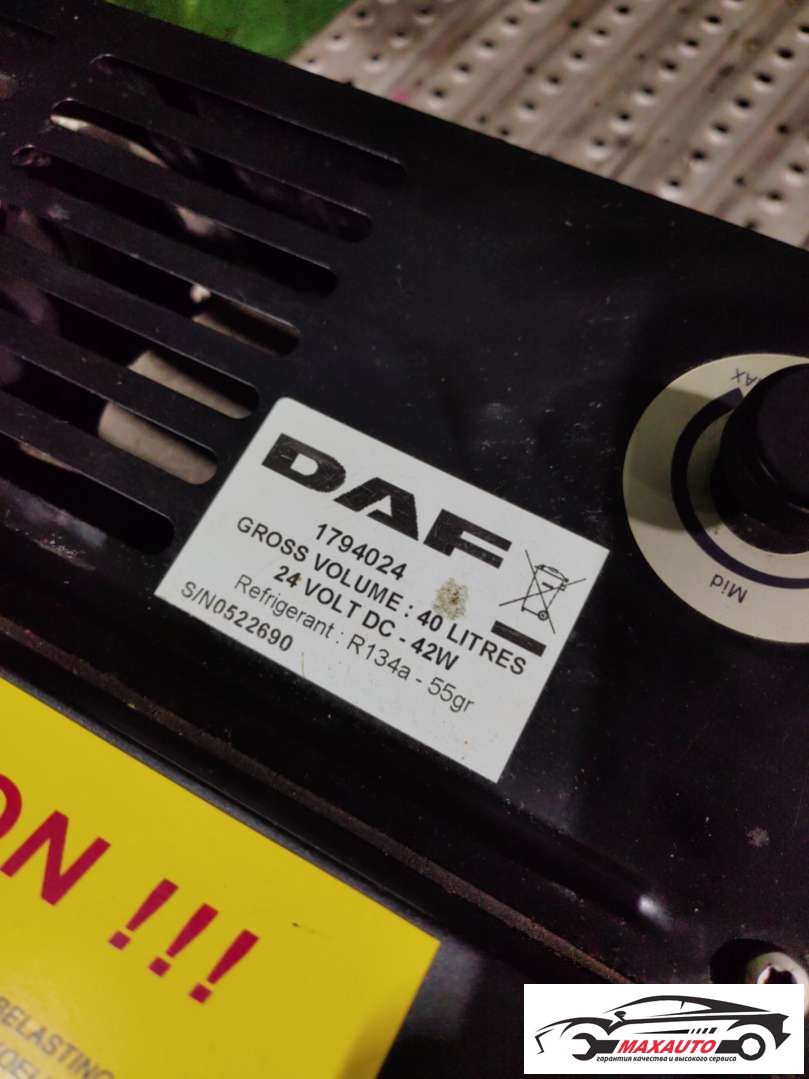 DAF
1794024
GROSS VOLUME : 40 LITRES
24 VOLT DC - 42W
Refrigerant : R134a - 55gr
S/N0522690
Mid
ON !!!
BELASTING
MAXAUTO
гарантия качества и высокого сервиса